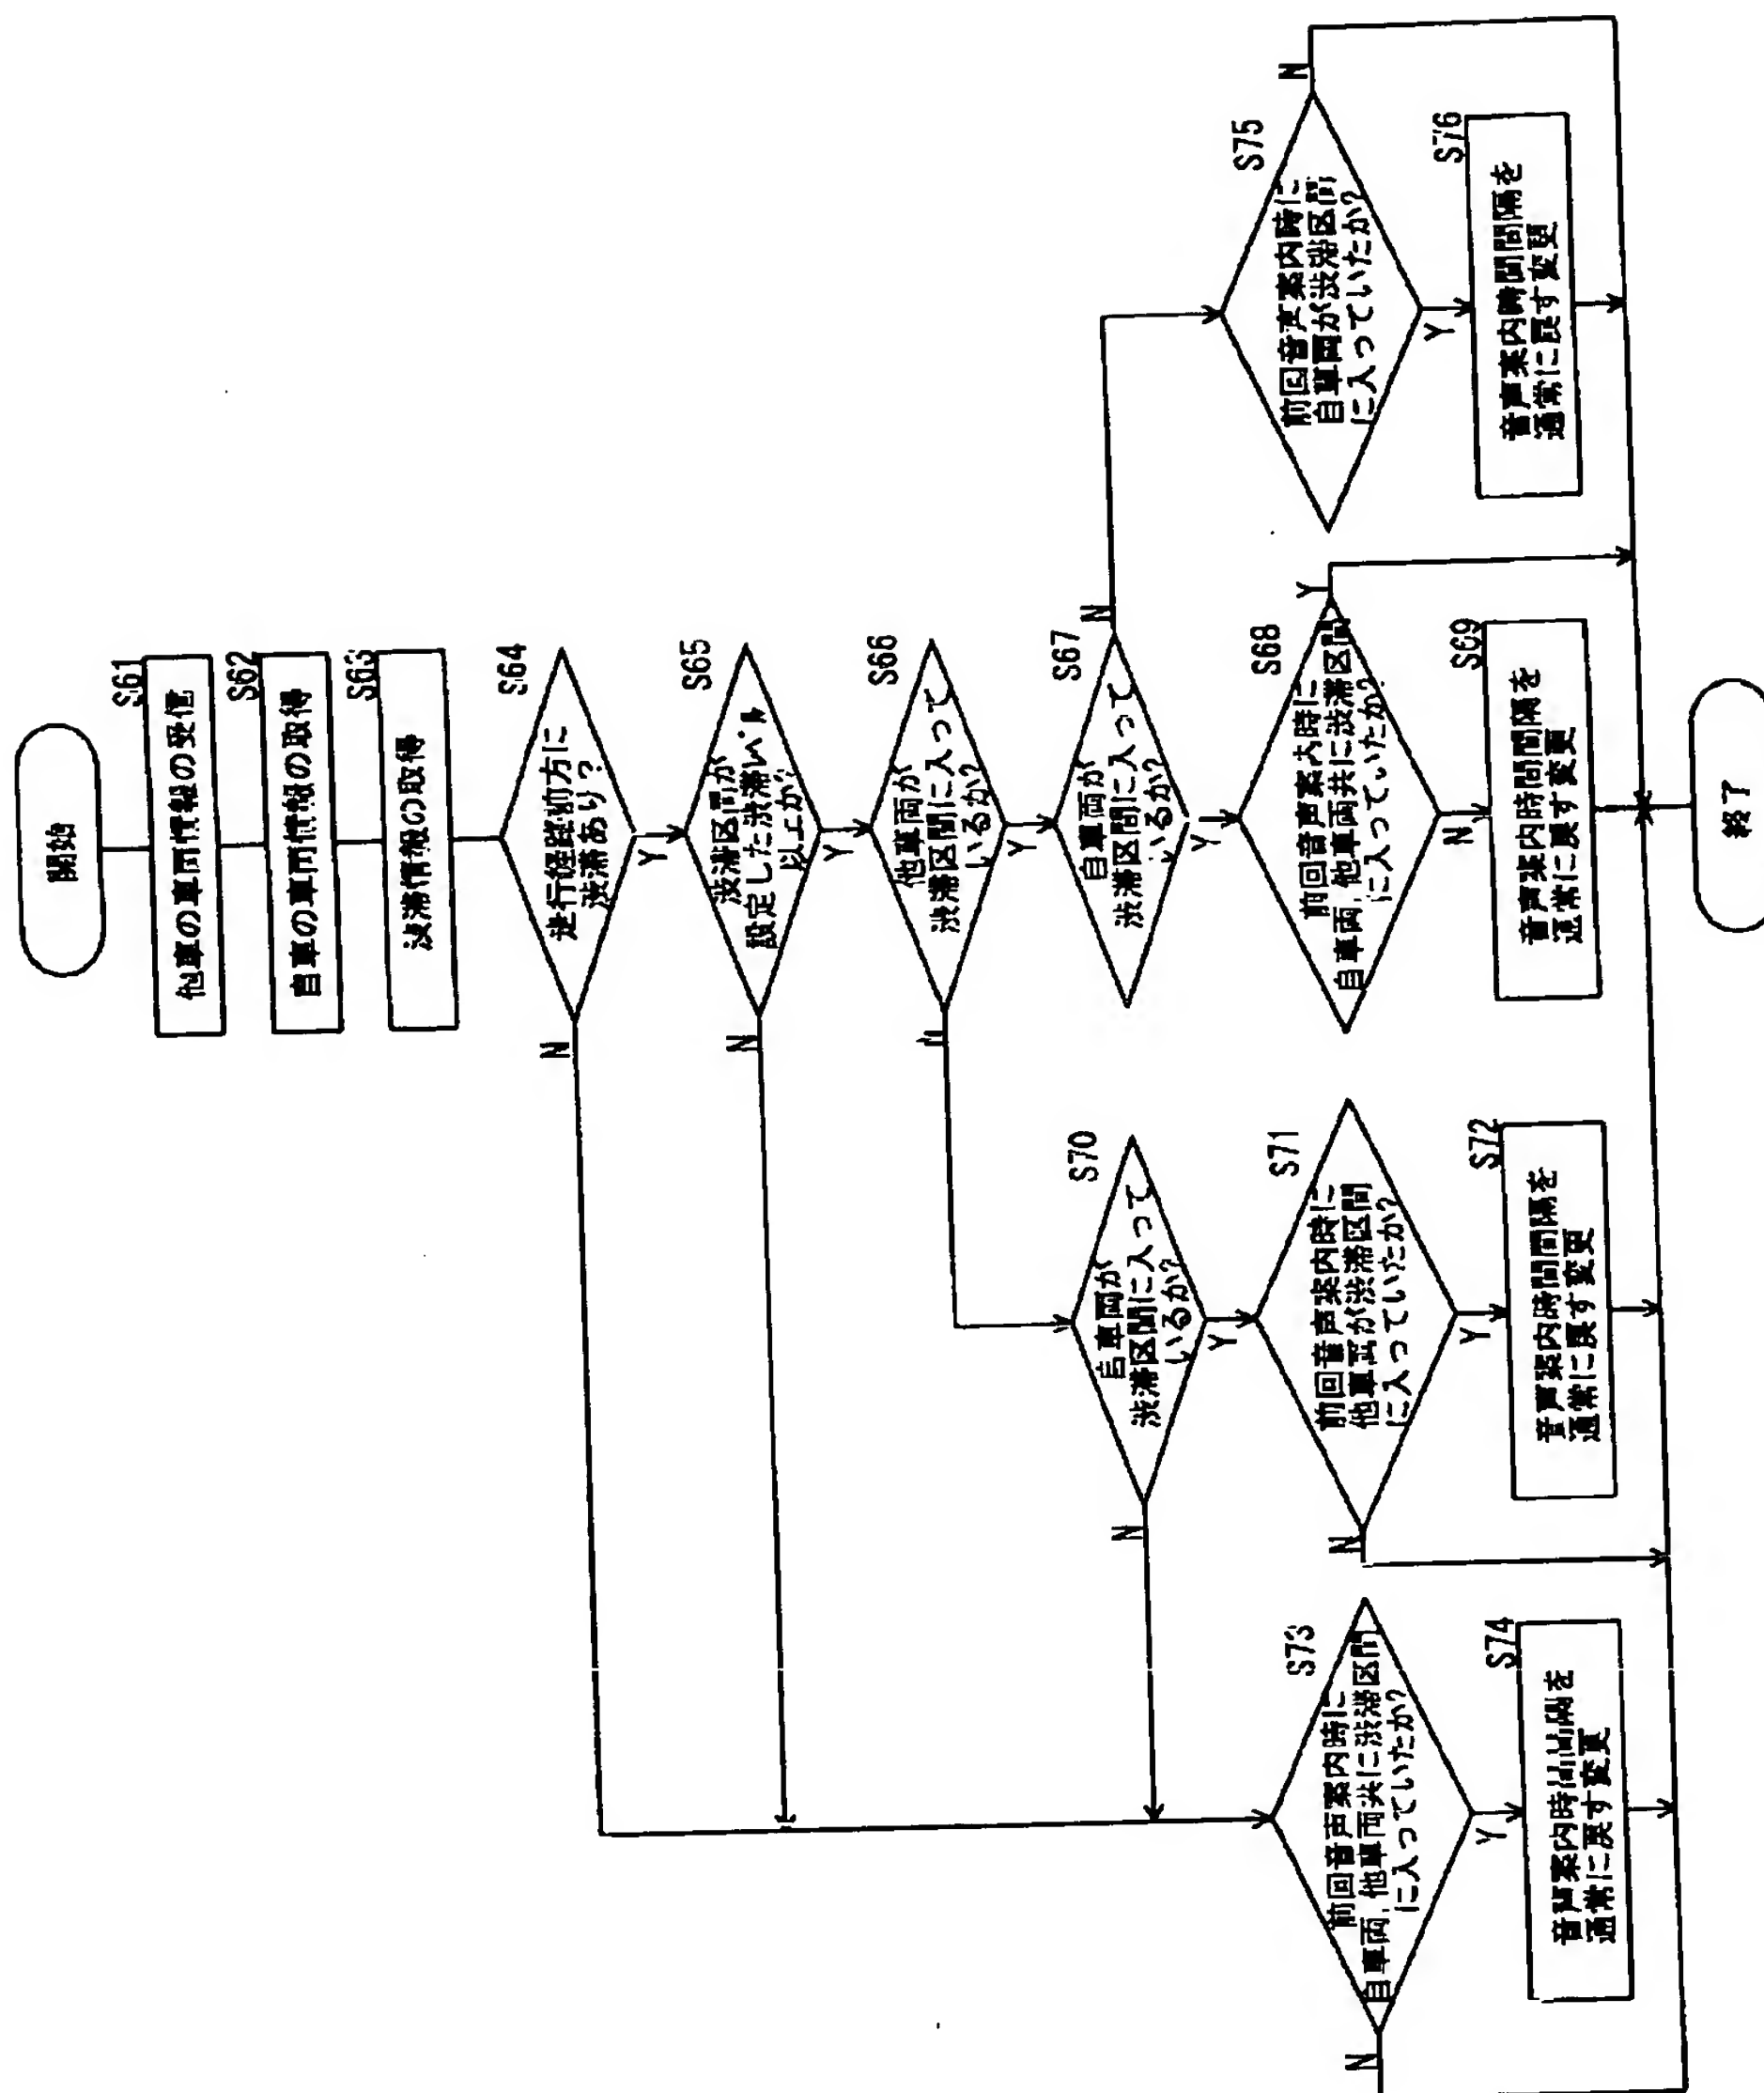 開始
S61
他車の車両情報の受信
S62
自車の車両情報の取得
S63
渋滞情報の取得
S64
走行経路前方に
渋滞あり?
N
Y
S65
渋滞区間が
設定した渋滞レベル
以上か?
N
Y
S66
他車両が
渋滞区間に入って
いるか?
N
Y
S67
自車両が
渋滞区間に入って
いるか?
N
Y
S68
前回音声案内時に
自車両,他車両共に渋滞区間
に入っていたか?
Y
N
S69
音声案内時間間隔を
通常に戻す変更
S70
自車両が
渋滞区間に入って
いるか?
N
Y
S71
前回音声案内時に
他車両が渋滞区間
に入っていたか?
N
Y
S72
音声案内時間間隔を
通常に戻す変更
S73
前回音声案内時に
自車両,他車両共に渋滞区間
に入っていたか?
N
Y
S74
音声案内時間間隔を
通常に戻す変更
S75
前回音声案内時に
自車両が渋滞区間
に入っていたか?
N
Y
S76
音声案内時間間隔を
通常に戻す変更
終了